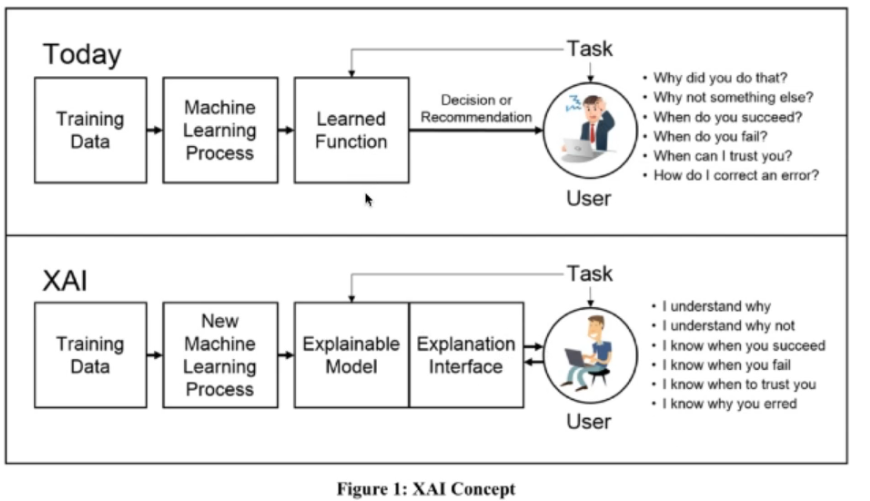 Today
Task
Training
Data
Machine
Learning
Process
Learned
Function
Decision or
Recommendation
User
• Why did you do that?
• Why not something else?
• When do you succeed?
• When do you fail?
• When can I trust you?
• How do I correct an error?
XAI
Task
Training
Data
New
Machine
Learning
Process
Explainable
Model
Explanation
Interface
User
• I understand why
• I understand why not
• I know when you succeed
• I know when you fail
• I know when to trust you
• I know why you erred
Figure 1: XAI Concept